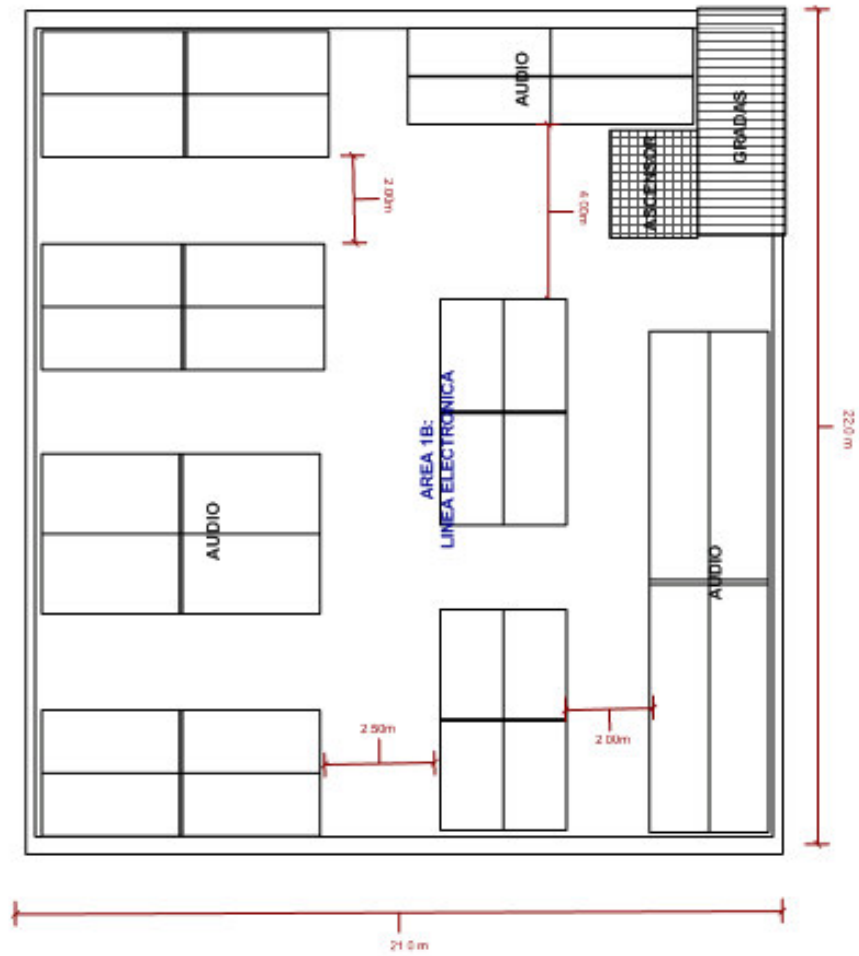 AUDIO
GRADAS
ASCENSOR
2.00m
4.00m
AREA 1B:
LINEA ELECTRONICA
22.0 m
AUDIO
AUDIO
2.50m
2.00m
21.0 m